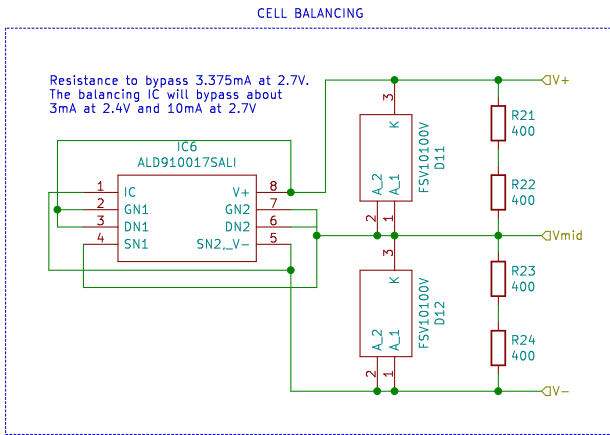 CELL BALANCING
Resistance to bypass 3.375mA at 2.7V.
The balancing IC will bypass about
3mA at 2.4V and 10mA at 2.7V
IC6
ALD910017SALI
1 IC V+ 8
2 GN1 GN2 7
3 DN1 DN2 6
4 SN1 SN2,_V- 5
3
K
A_2
A_1
2
1
FSV10100V
D11
3
K
A_2
A_1
2
1
FSV10100V
D12
R21
400
R22
400
R23
400
R24
400
V+
Vmid
V-